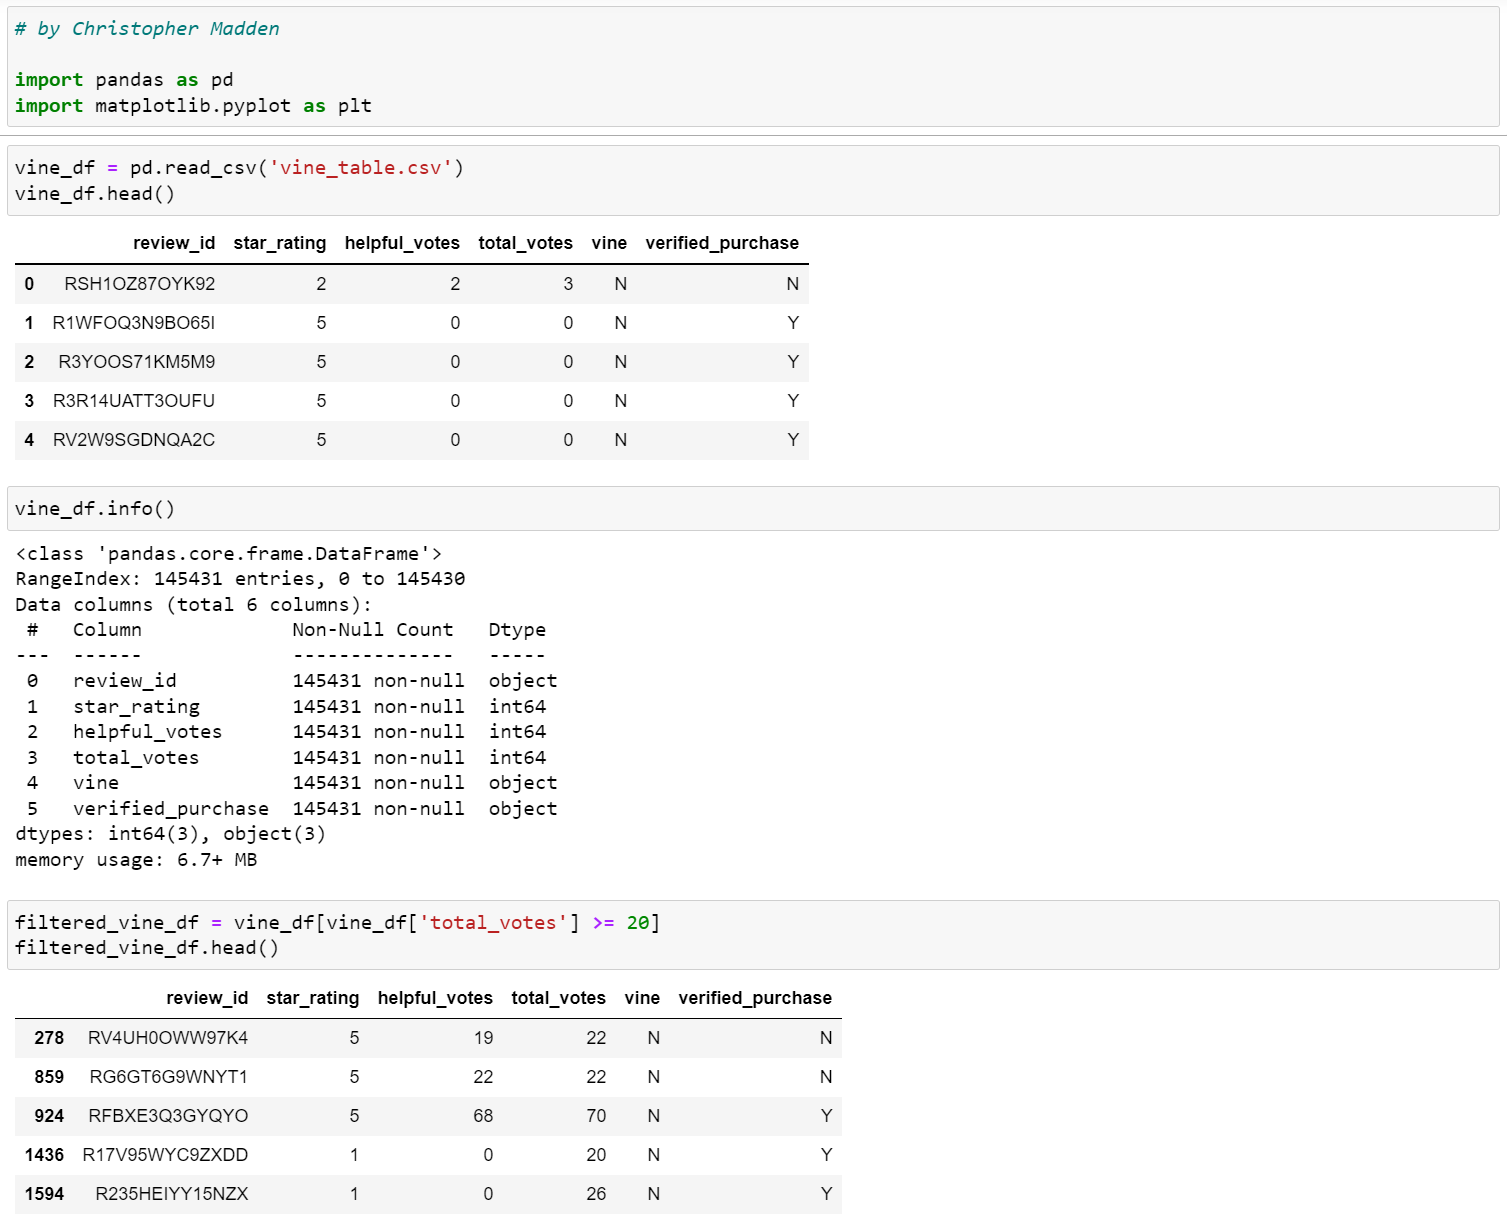 # by Christopher Madden
import pandas as pd
import matplotlib.pyplot as plt
vine_df = pd.read_csv('vine_table.csv')
vine_df.head()
review_id star_rating helpful_votes total_votes vine verified_purchase
0 RSH1OZ87OYK92 2 2 3 N N
1 R1WFOQ3N9BO65I 5 0 0 N Y
2 R3YOOS71KM5M9 5 0 0 N Y
3 R3R14UATT3OUFU 5 0 0 N Y
4 RV2W9SGDNQA2C 5 0 0 N Y
vine_df.info()
<class 'pandas.core.frame.DataFrame'>
RangeIndex: 145431 entries, 0 to 145430
Data columns (total 6 columns):
 #   Column             Non-Null Count   Dtype
---  ------             --------------   -----
 0   review_id          145431 non-null  object
 1   star_rating        145431 non-null  int64
 2   helpful_votes      145431 non-null  int64
 3   total_votes        145431 non-null  int64
 4   vine               145431 non-null  object
 5   verified_purchase  145431 non-null  object
dtypes: int64(3), object(3)
memory usage: 6.7+ MB
filtered_vine_df = vine_df[vine_df['total_votes'] >= 20]
filtered_vine_df.head()
review_id star_rating helpful_votes total_votes vine verified_purchase
278 RV4UH0OWW97K4 5 19 22 N N
859 RG6GT6G9WNYT1 5 22 22 N N
924 RFBXE3Q3GYQYO 5 68 70 N Y
1436 R17V95WYC9ZXDD 1 0 20 N Y
1594 R235HEIYY15NZX 1 0 26 N Y